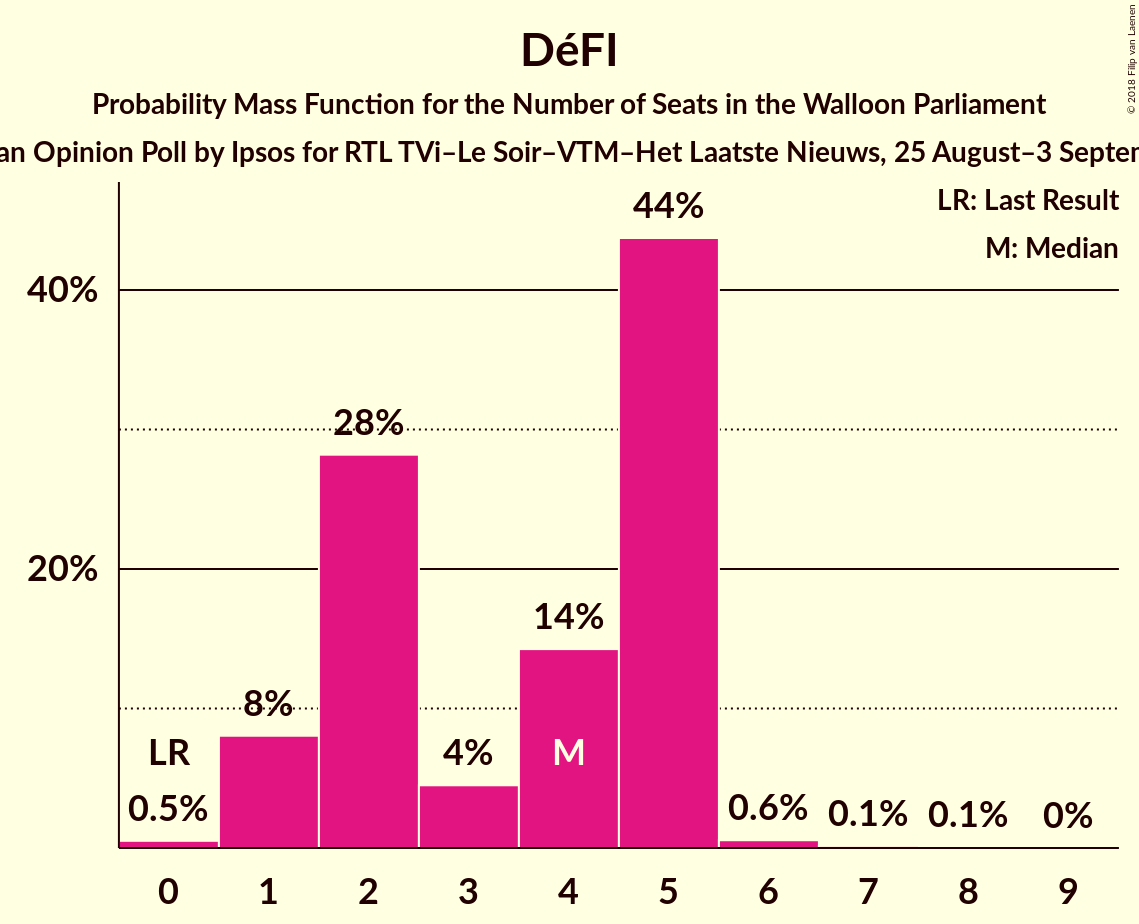 DéFI
Probability Mass Function for the Number of Seats in the Walloon Parliament
an Opinion Poll by Ipsos for RTL TVi–Le Soir–VTM–Het Laatste Nieuws, 25 August–3 Septe
© 2018 Filip van Laenen
LR: Last Result
M: Median
44%
40%
28%
20%
14%
8%
LR
4%
M
0.5%
0.6%
0.1%
0.1%
0%
0 1 2 3 4 5 6 7 8 9